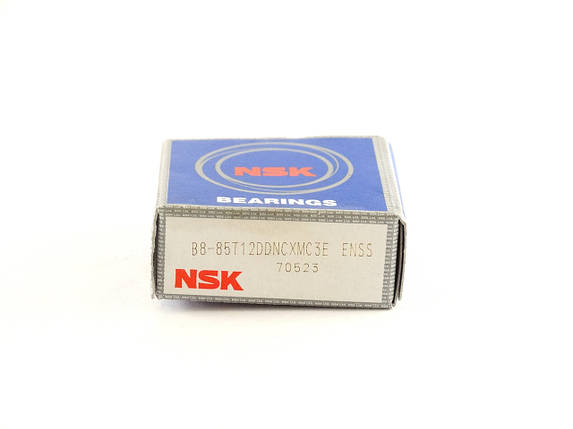 NSK
BEARINGS
B8-85T12DDNCXMC3E ENSS
70523
NSK